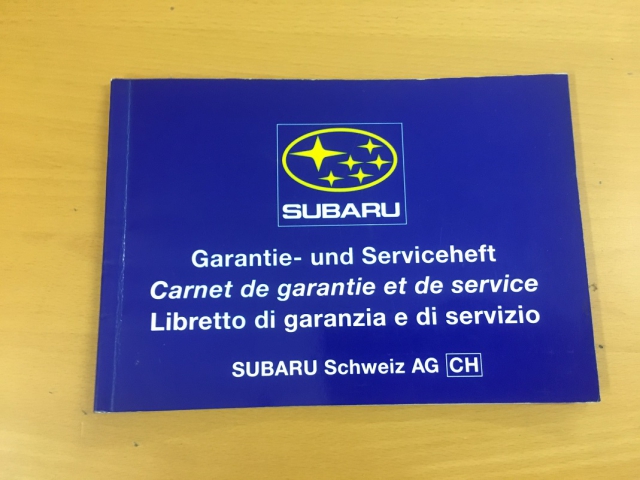 SUBARU
Garantie- und Serviceheft
Carnet de garantie et de service
Libretto di garanzia e di servizio
SUBARU Schweiz AG CH